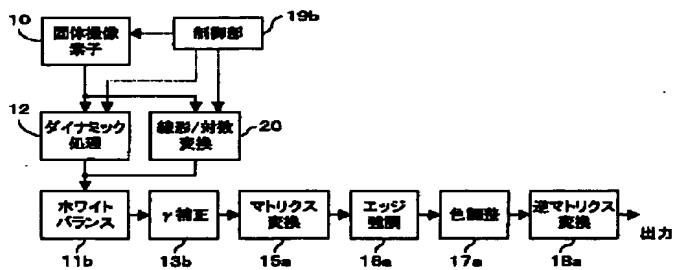 10
固体撮像
素子
制御部
19b
12
ダイナミック
処理
線形/対数
変換
20
ホワイト
バランス
γ補正
マトリクス
変換
エッジ
強調
色調整
逆マトリクス
変換
出力
11b
13b
15a
16a
17a
18a